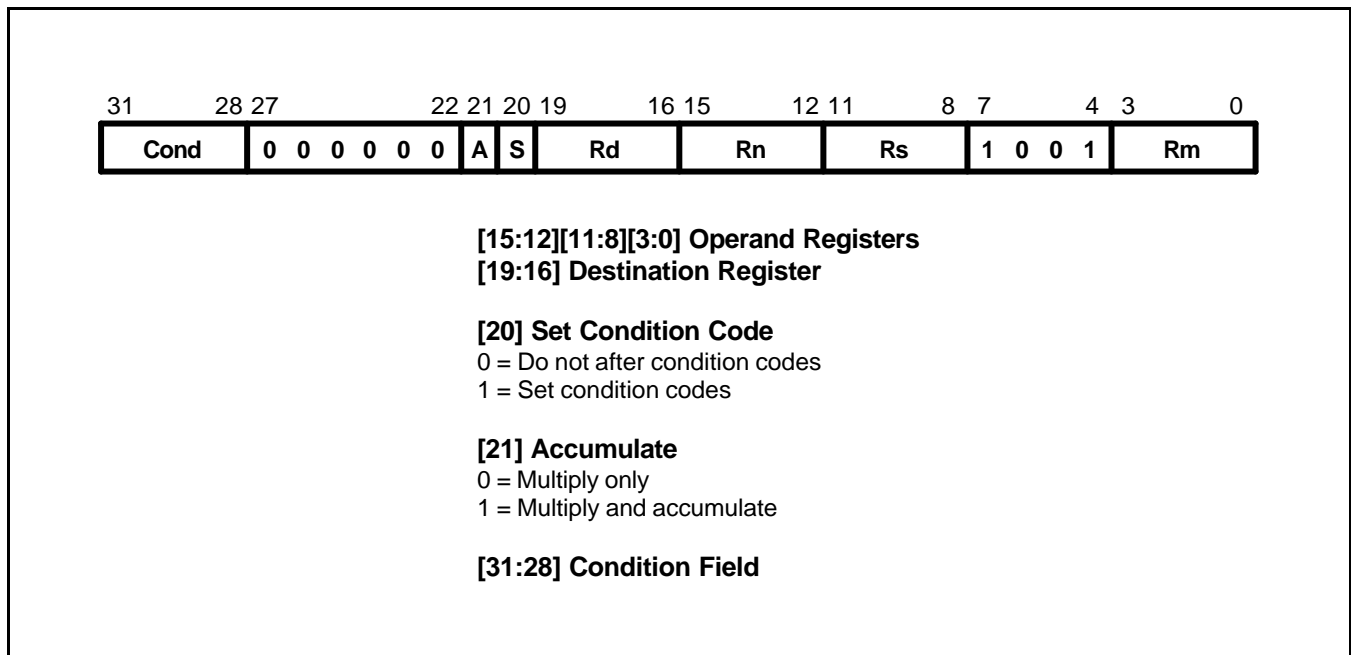 31 28 27 22 21 20 19 16 15 12 11 8 7 4 3 0
Cond 0 0 0 0 0 0 A S Rd Rn Rs 1 0 0 1 Rm
[15:12][11:8][3:0] Operand Registers
[19:16] Destination Register
[20] Set Condition Code
0 = Do not after condition codes
1 = Set condition codes
[21] Accumulate
0 = Multiply only
1 = Multiply and accumulate
[31:28] Condition Field